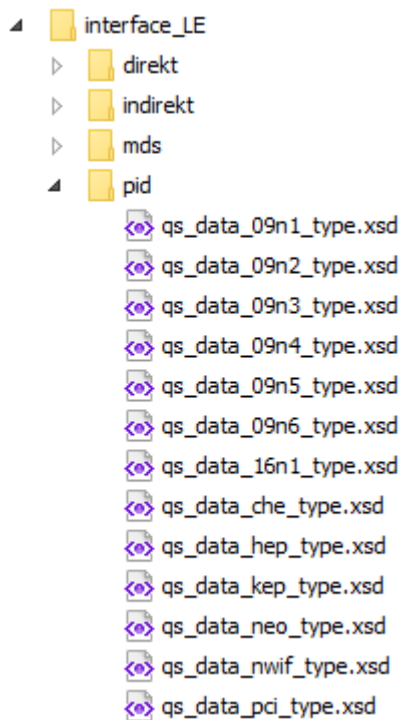 interface_LE
direkt
indirekt
mds
pid
qs_data_09n1_type.xsd
qs_data_09n2_type.xsd
qs_data_09n3_type.xsd
qs_data_09n4_type.xsd
qs_data_09n5_type.xsd
qs_data_09n6_type.xsd
qs_data_16n1_type.xsd
qs_data_che_type.xsd
qs_data_hep_type.xsd
qs_data_kep_type.xsd
qs_data_neo_type.xsd
qs_data_nwif_type.xsd
qs_data_pci_type.xsd